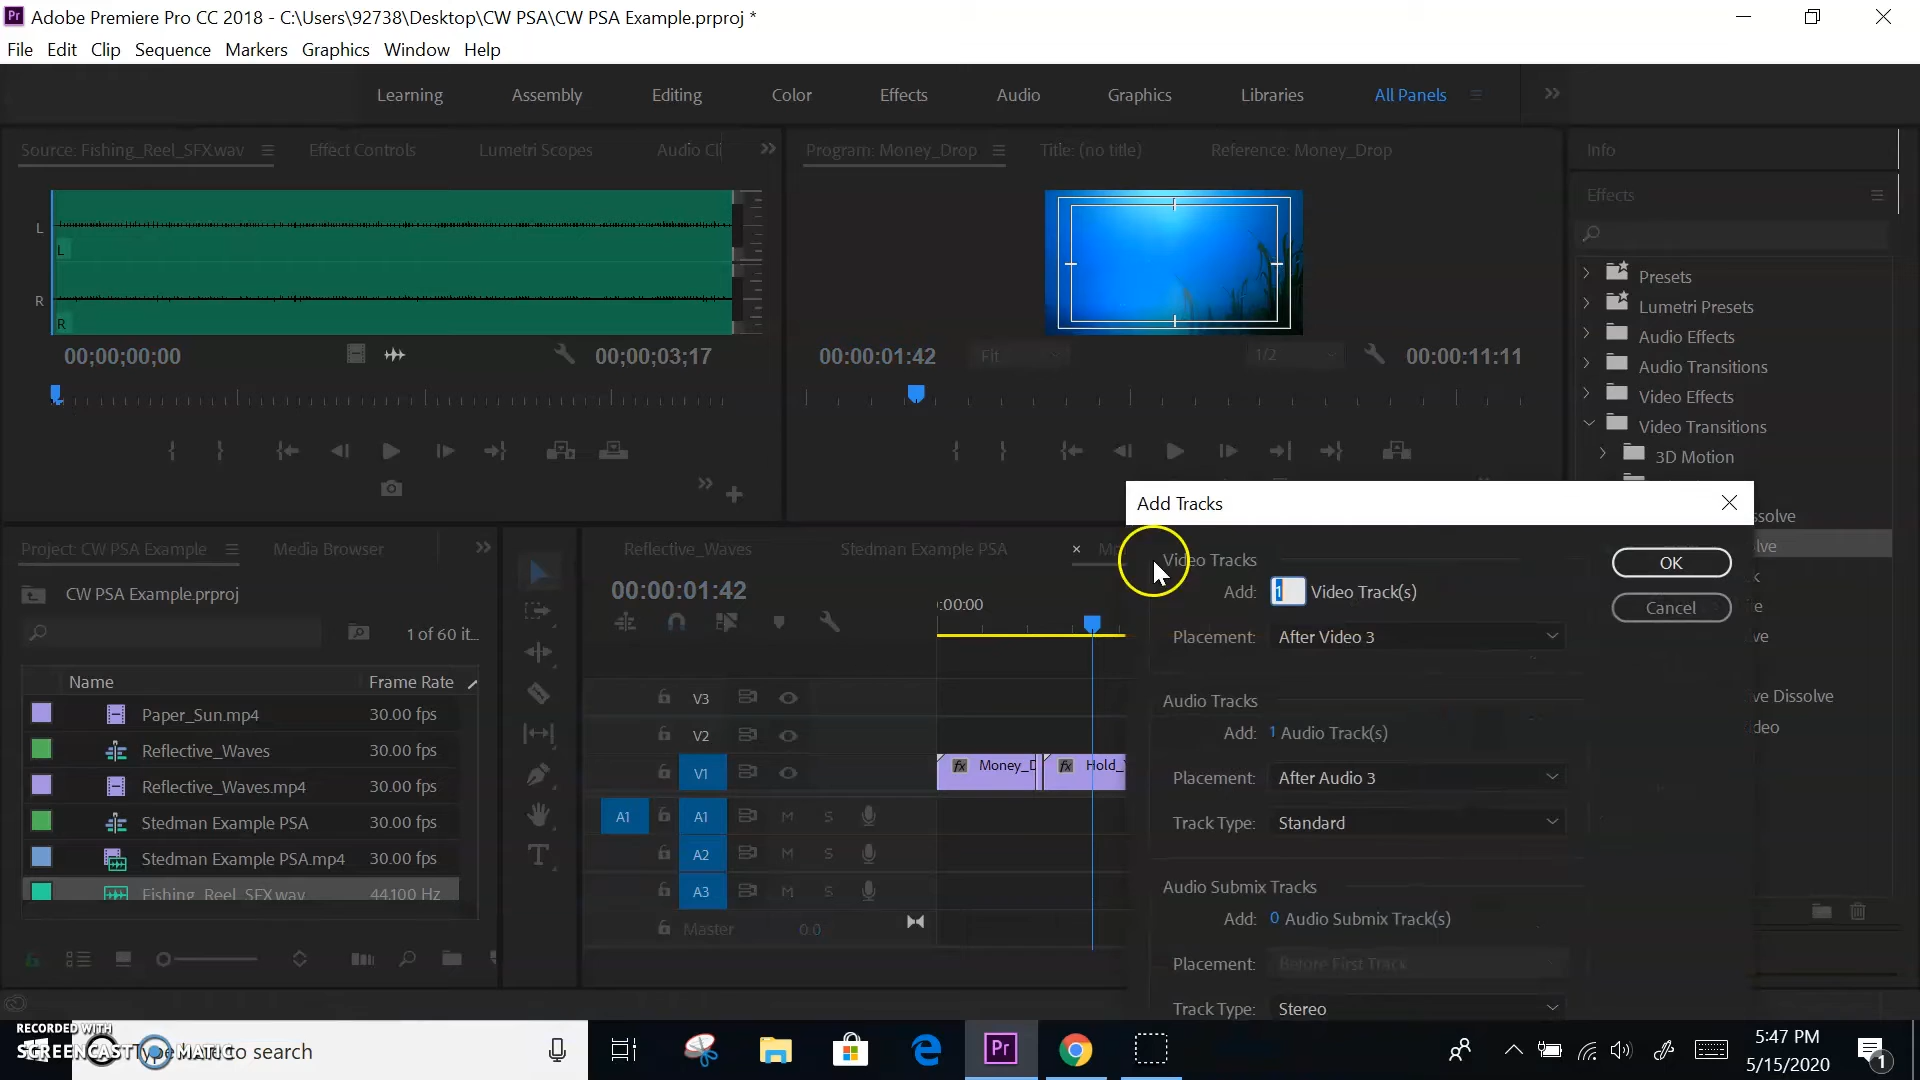 Pr Adobe Premiere Pro CC 2018 - C:\Users\92738\Desktop\CW PSA\CW PSA Example.prproj *
File Edit Clip Sequence Markers Graphics Window Help
Learning Assembly Editing Color Effects Audio Graphics Libraries All Panels
Source: Fishing_Reel_SFX.wav Effect Controls Lumetri Scopes Audio Cli
Program: Money_Drop Title: (no title) Reference: Money_Drop
Info
Effects
L
L
R
R
00;00;00;00 00;00;03;17
00:00:01:42 Fit 1/2 00:00:11:11
Presets
Lumetri Presets
Audio Effects
Audio Transitions
Video Effects
Video Transitions
3D Motion
ssolve
lve
k
e
ve
ve Dissolve
deo
Project: CW PSA Example Media Browser
CW PSA Example.prproj
1 of 60 it...
Name Frame Rate
Paper_Sun.mp4 30.00 fps
Reflective_Waves 30.00 fps
Reflective_Waves.mp4 30.00 fps
Stedman Example PSA 30.00 fps
Stedman Example PSA.mp4 30.00 fps
Fishing_Reel_SFX.wav 44100 Hz
T
Reflective_Waves Stedman Example PSA × Mo
00:00:01:42
:00:00
V3
V2
V1
Money_D Hold_
A1 A1 M S
A2 M S
A3 M S
Master 0.0
Add Tracks
Video Tracks
Add: 1 Video Track(s)
Placement: After Video 3
Audio Tracks
Add: 1 Audio Track(s)
Placement: After Audio 3
Track Type: Standard
Audio Submix Tracks
Add: 0 Audio Submix Track(s)
Placement: Before First Track
Track Type: Stereo
OK
Cancel
RECORDED WITH
SCREENCAST MATIC
Type here to search
Pr
5:47 PM
5/15/2020
1